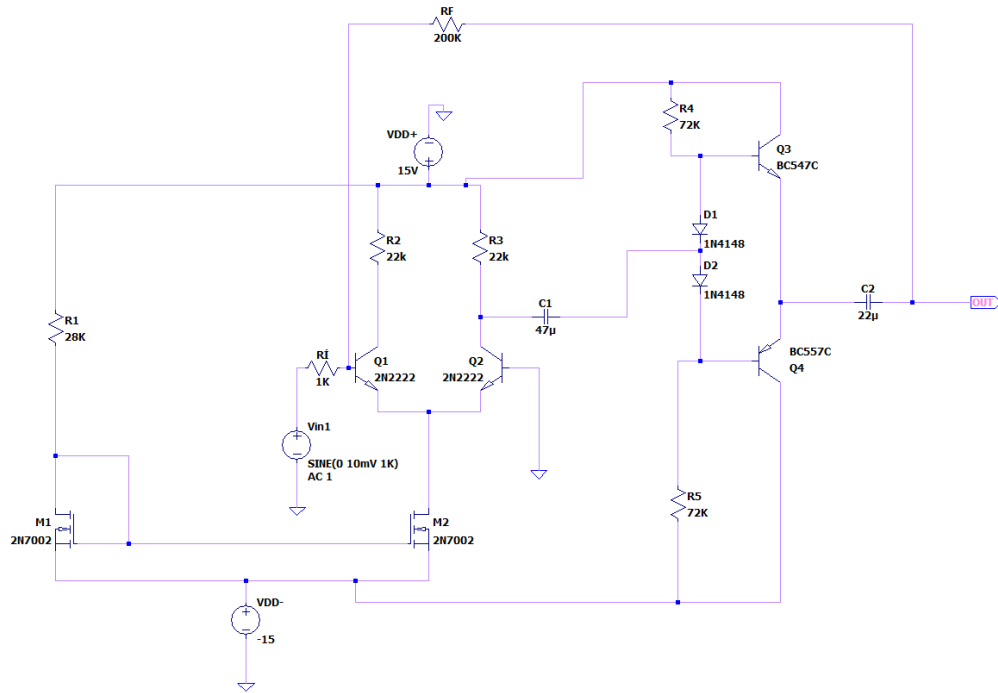 RF
200K
R4
72K
VDD+
15V
Q3
BC547C
D1
1N4148
R2
22k
R3
22k
D2
1N4148
C1
47µ
C2
22µ
OUT
R1
28K
Rİ
1K
Q1
2N2222
Q2
2N2222
BC557C
Q4
Vin1
SINE(0 10mV 1K)
AC 1
R5
72K
M1
2N7002
M2
2N7002
VDD-
-15